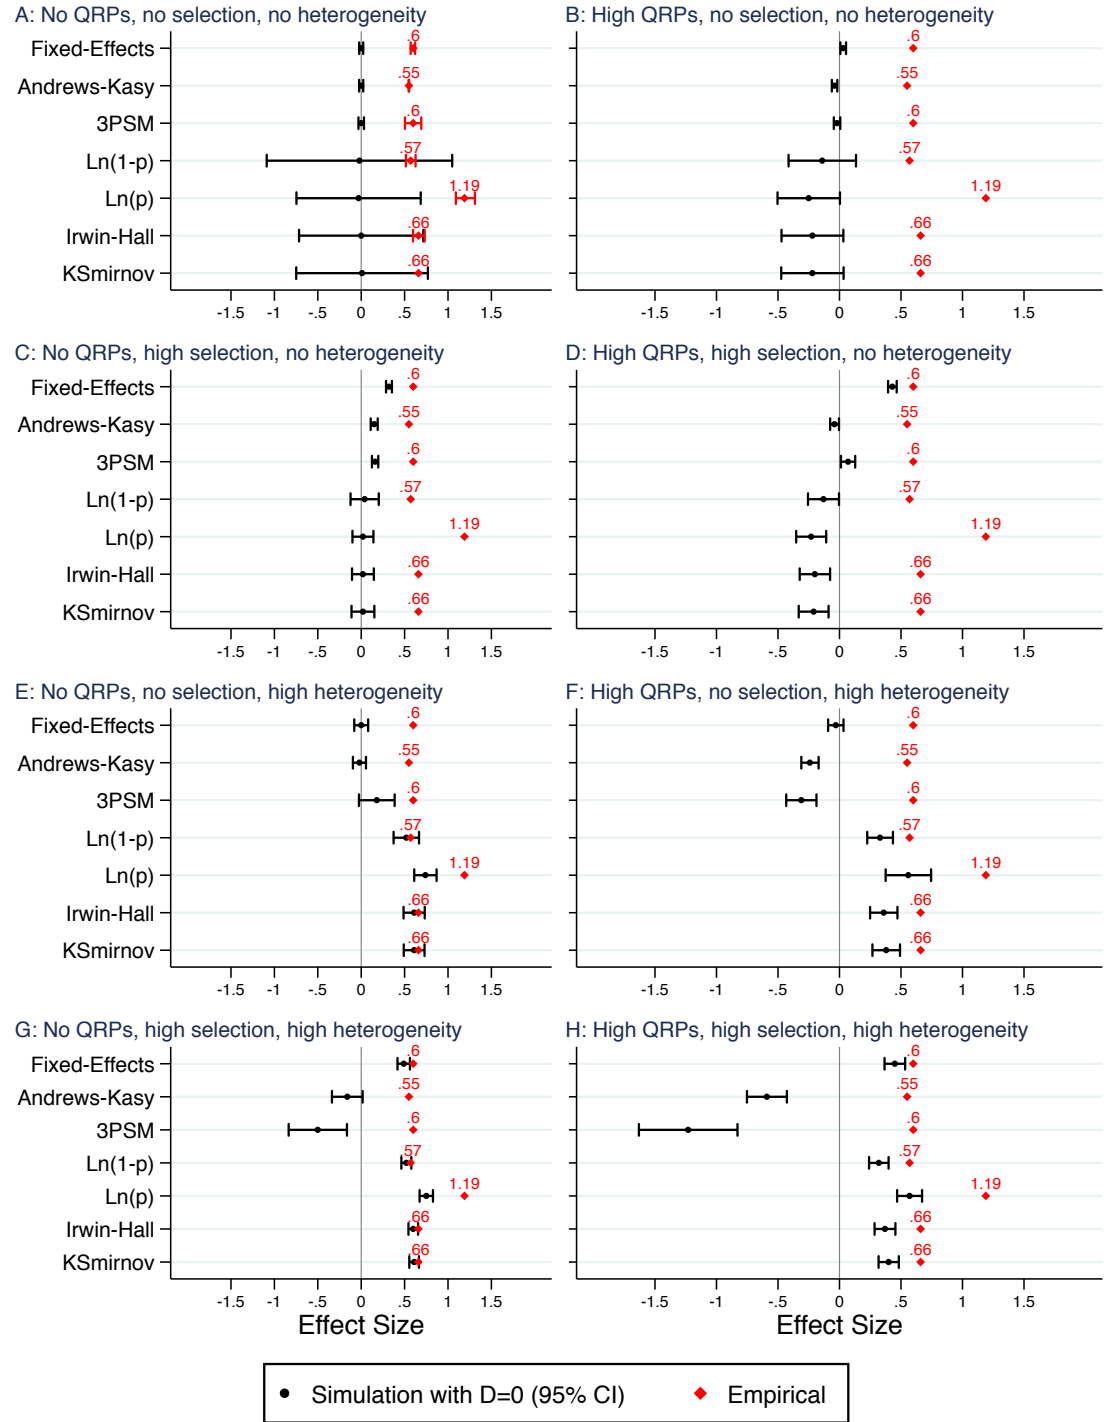 A: No QRPs, no selection, no heterogeneity
Fixed-Effects .6
Andrews-Kasy .55
3PSM .6
Ln(1-p) .57
Ln(p) 1.19
Irwin-Hall .66
KSmirnov .66
-1.5 -1 -.5 0 .5 1 1.5
B: High QRPs, no selection, no heterogeneity
.6
.55
.6
.57
1.19
.66
.66
-1.5 -1 -.5 0 .5 1 1.5
C: No QRPs, high selection, no heterogeneity
Fixed-Effects .6
Andrews-Kasy .55
3PSM .6
Ln(1-p) .57
Ln(p) 1.19
Irwin-Hall .66
KSmirnov .66
-1.5 -1 -.5 0 .5 1 1.5
D: High QRPs, high selection, no heterogeneity
.6
.55
.6
.57
1.19
.66
.66
-1.5 -1 -.5 0 .5 1 1.5
E: No QRPs, no selection, high heterogeneity
Fixed-Effects .6
Andrews-Kasy .55
3PSM .6
Ln(1-p) .57
Ln(p) 1.19
Irwin-Hall .66
KSmirnov .66
-1.5 -1 -.5 0 .5 1 1.5
F: High QRPs, no selection, high heterogeneity
.6
.55
.6
.57
1.19
.66
.66
-1.5 -1 -.5 0 .5 1 1.5
G: No QRPs, high selection, high heterogeneity
Fixed-Effects .6
Andrews-Kasy .55
3PSM .6
Ln(1-p) .57
Ln(p) 1.19
Irwin-Hall .66
KSmirnov .66
-1.5 -1 -.5 0 .5 1 1.5
Effect Size
H: High QRPs, high selection, high heterogeneity
.6
.55
.6
.57
1.19
.66
.66
-1.5 -1 -.5 0 .5 1 1.5
Effect Size
Simulation with D=0 (95% CI) Empirical